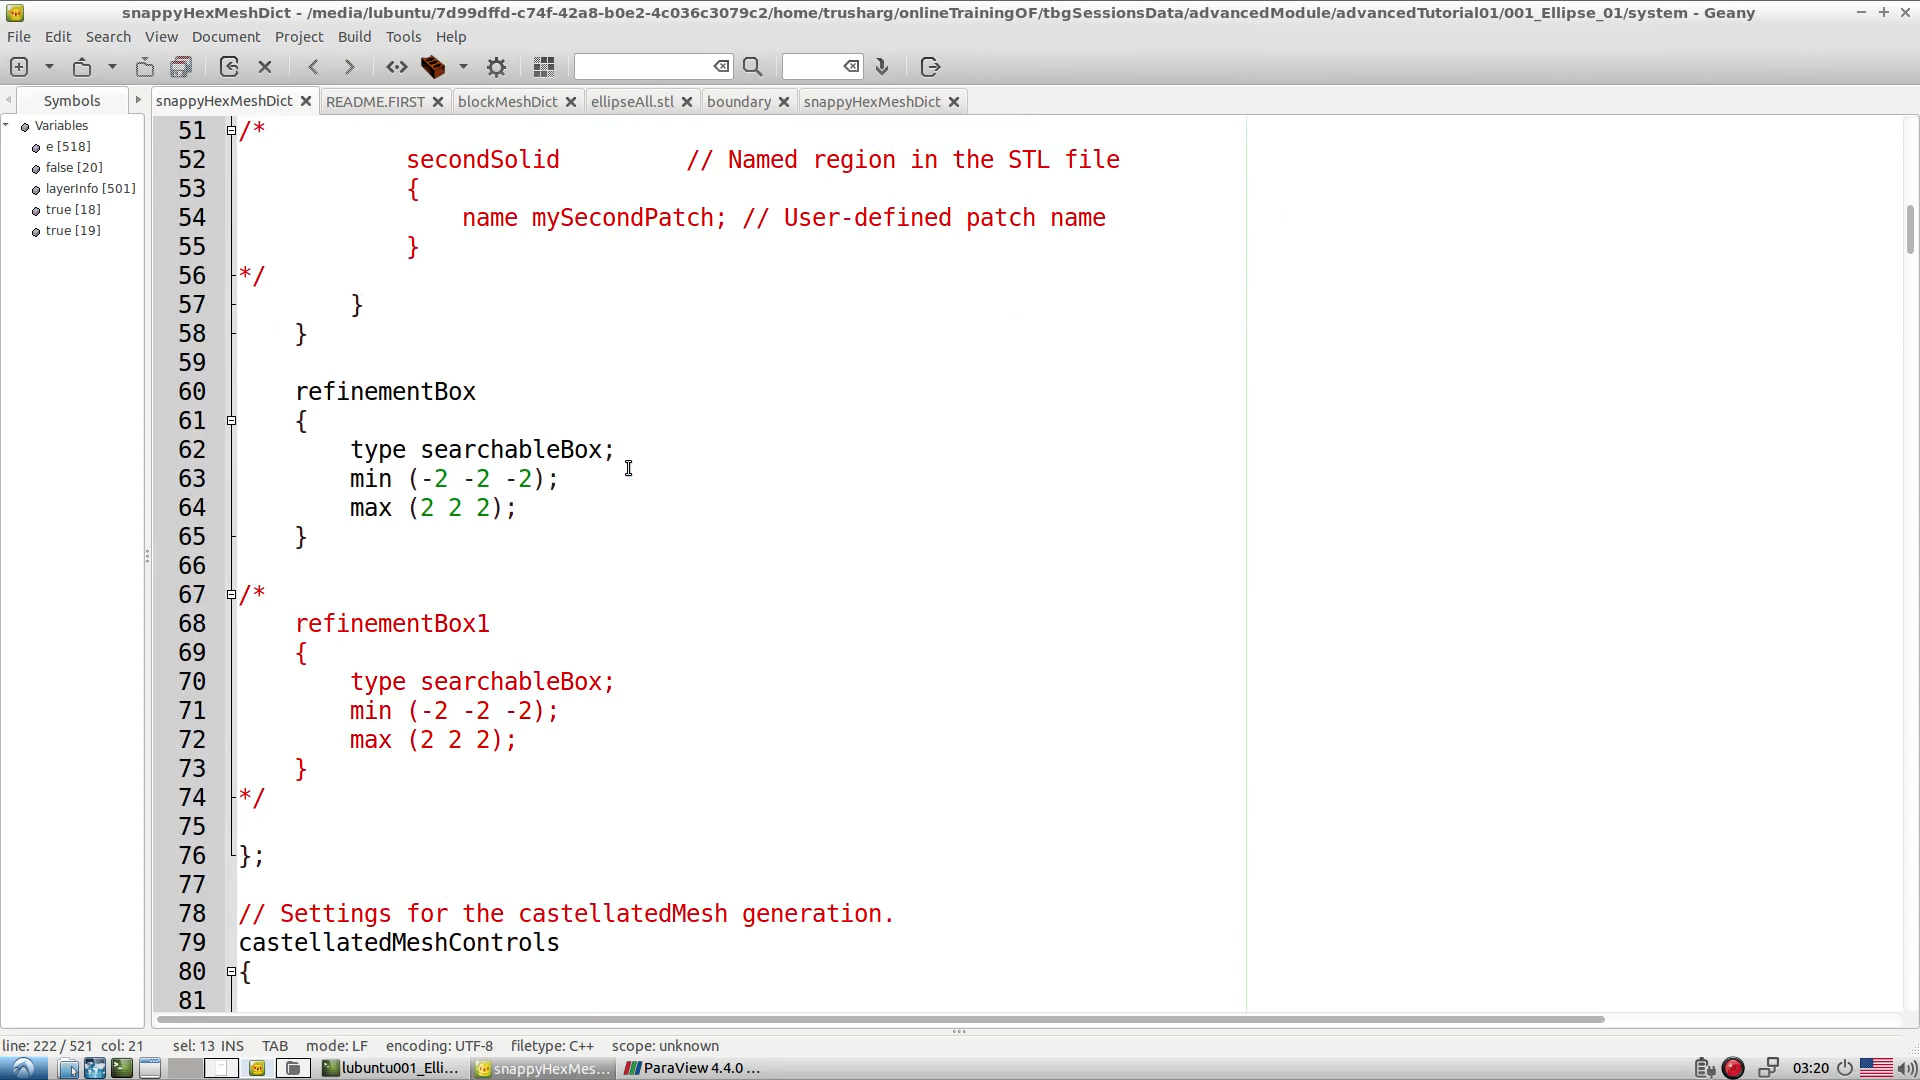 snappyHexMeshDict - /media/lubuntu/7d99dffd-c74f-42a8-b0e2-4c036c3079c2/home/trusharg/onlineTrainingOF/tbgSessionsData/advancedModule/advancedTutorial01/001_Ellipse_01/system - Geany
File Edit Search View Document Project Build Tools Help
Symbols
snappyHexMeshDict README.FIRST blockMeshDict ellipseAll.stl boundary snappyHexMeshDict
Variables
e [518]
false [20]
layerInfo [501]
true [18]
true [19]
51 /*
52 secondSolid // Named region in the STL file
53 {
54 name mySecondPatch; // User-defined patch name
55 }
56 */
57 }
58 }
59
60 refinementBox
61 {
62 type searchableBox;
63 min (-2 -2 -2);
64 max (2 2 2);
65 }
66
67 /*
68 refinementBox1
69 {
70 type searchableBox;
71 min (-2 -2 -2);
72 max (2 2 2);
73 }
74 */
75
76 };
77
78 // Settings for the castellatedMesh generation.
79 castellatedMeshControls
80 {
81
line: 222 / 521 col: 21 sel: 13 INS TAB mode: LF encoding: UTF-8 filetype: C++ scope: unknown
lubuntu001_Elli... snappyHexMes... ParaView 4.4.0 ... 03:20